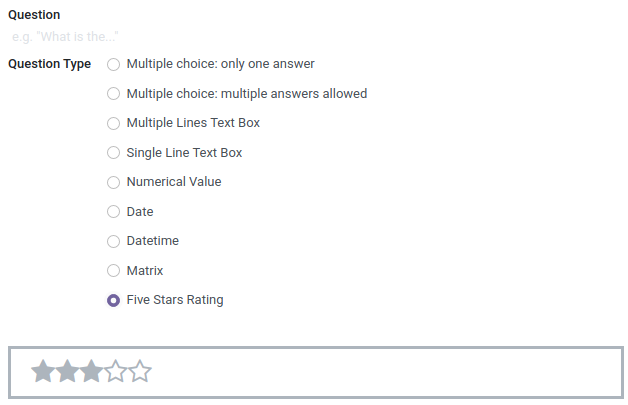 Question
e.g. "What is the..."
Question Type
Multiple choice: only one answer
Multiple choice: multiple answers allowed
Multiple Lines Text Box
Single Line Text Box
Numerical Value
Date
Datetime
Matrix
Five Stars Rating